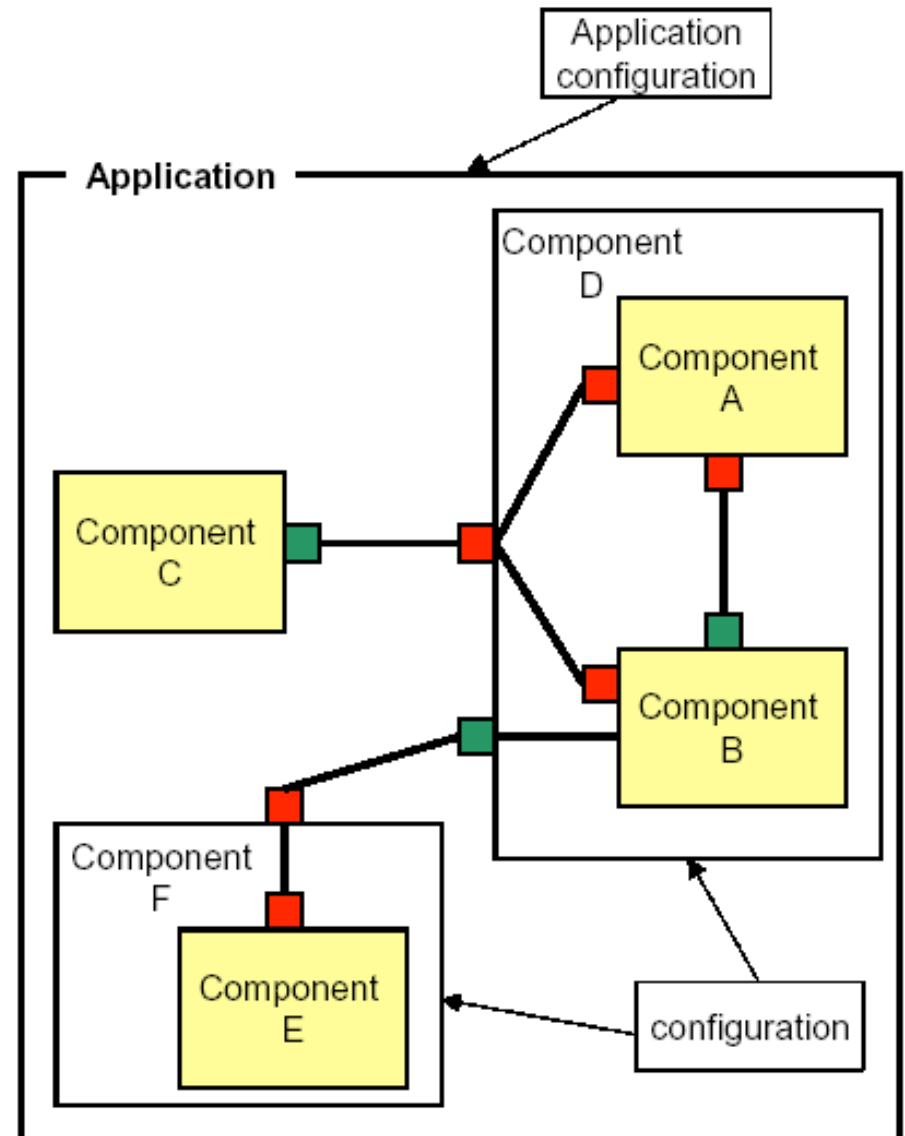 Application
configuration
Application
Component
D
Component
A
Component
C
Component
B
Component
F
Component
E
configuration